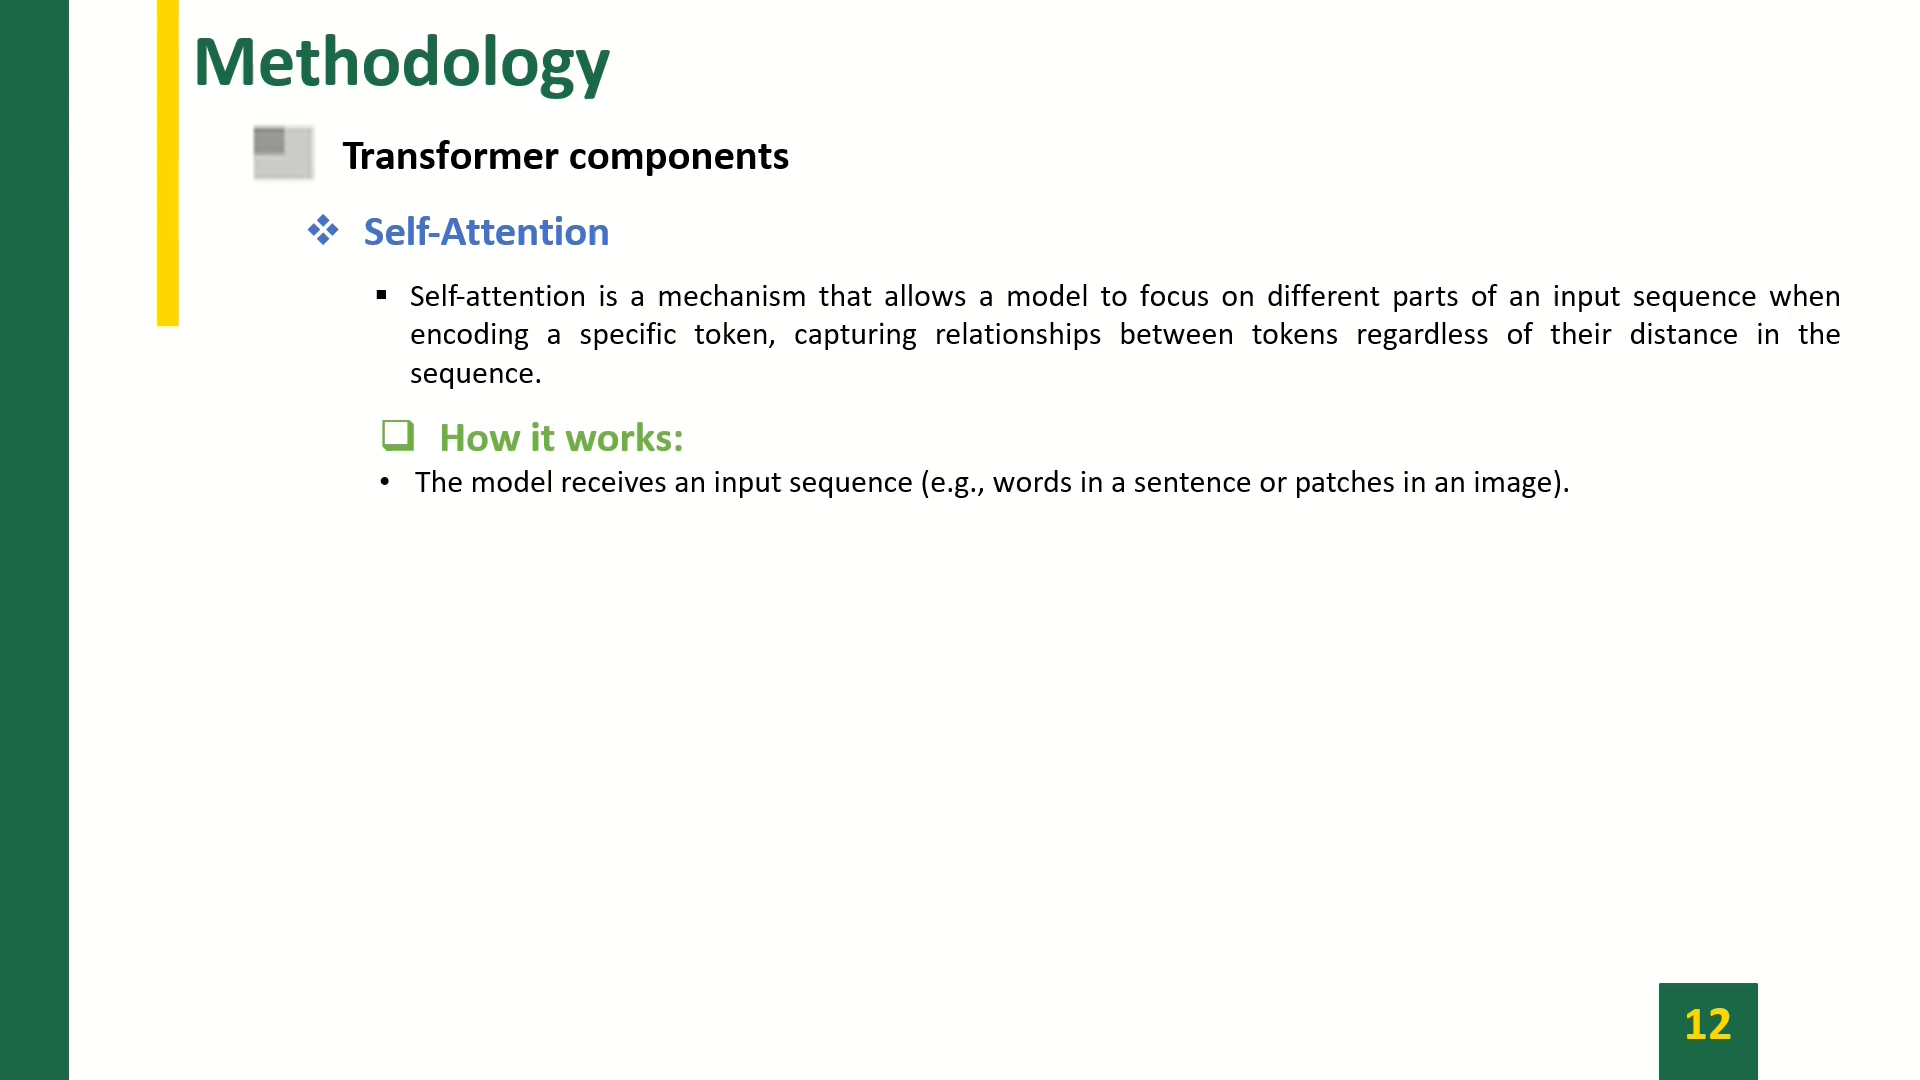 Methodology
Transformer components
❖ Self-Attention
▪ Self-attention is a mechanism that allows a model to focus on different parts of an input sequence when
encoding a specific token, capturing relationships between tokens regardless of their distance in the
sequence.
❑ How it works:
• The model receives an input sequence (e.g., words in a sentence or patches in an image).
12